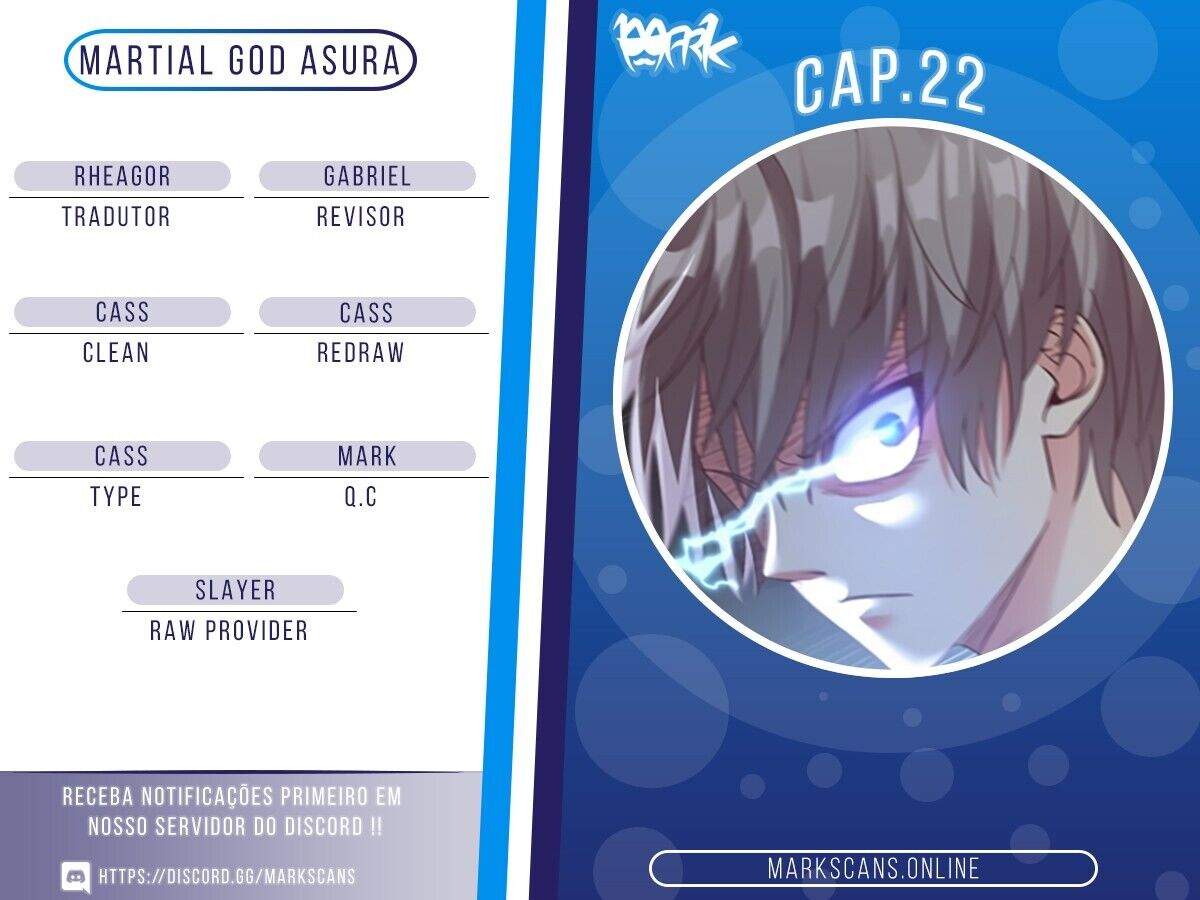 MARTIAL GOD ASURA
RHEAGOR
TRADUTOR
GABRIEL
REVISOR
CASS
CLEAN
CASS
REDRAW
CASS
TYPE
MARK
Q.C
SLAYER
RAW PROVIDER
RECEBA NOTIFICAÇÕES PRIMEIRO EM
NOSSO SERVIDOR DO DISCORD !!
HTTPS://DISCORD.GG/MARKSCANS
MARK
CAP.22
MARKSCANS.ONLINE